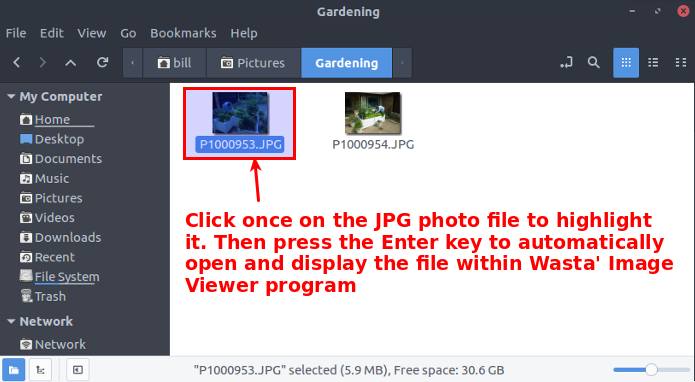 Gardening
File Edit View Go Bookmarks Help
bill Pictures Gardening
My Computer
Home
Desktop
Documents
Music
Pictures
Videos
Downloads
Recent
File System
Trash
Network
Network
P1000953.JPG P1000954.JPG
Click once on the JPG photo file to highlight
it. Then press the Enter key to automatically
open and display the file within Wasta' Image
Viewer program
"P1000953.JPG" selected (5.9 MB), Free space: 30.6 GB